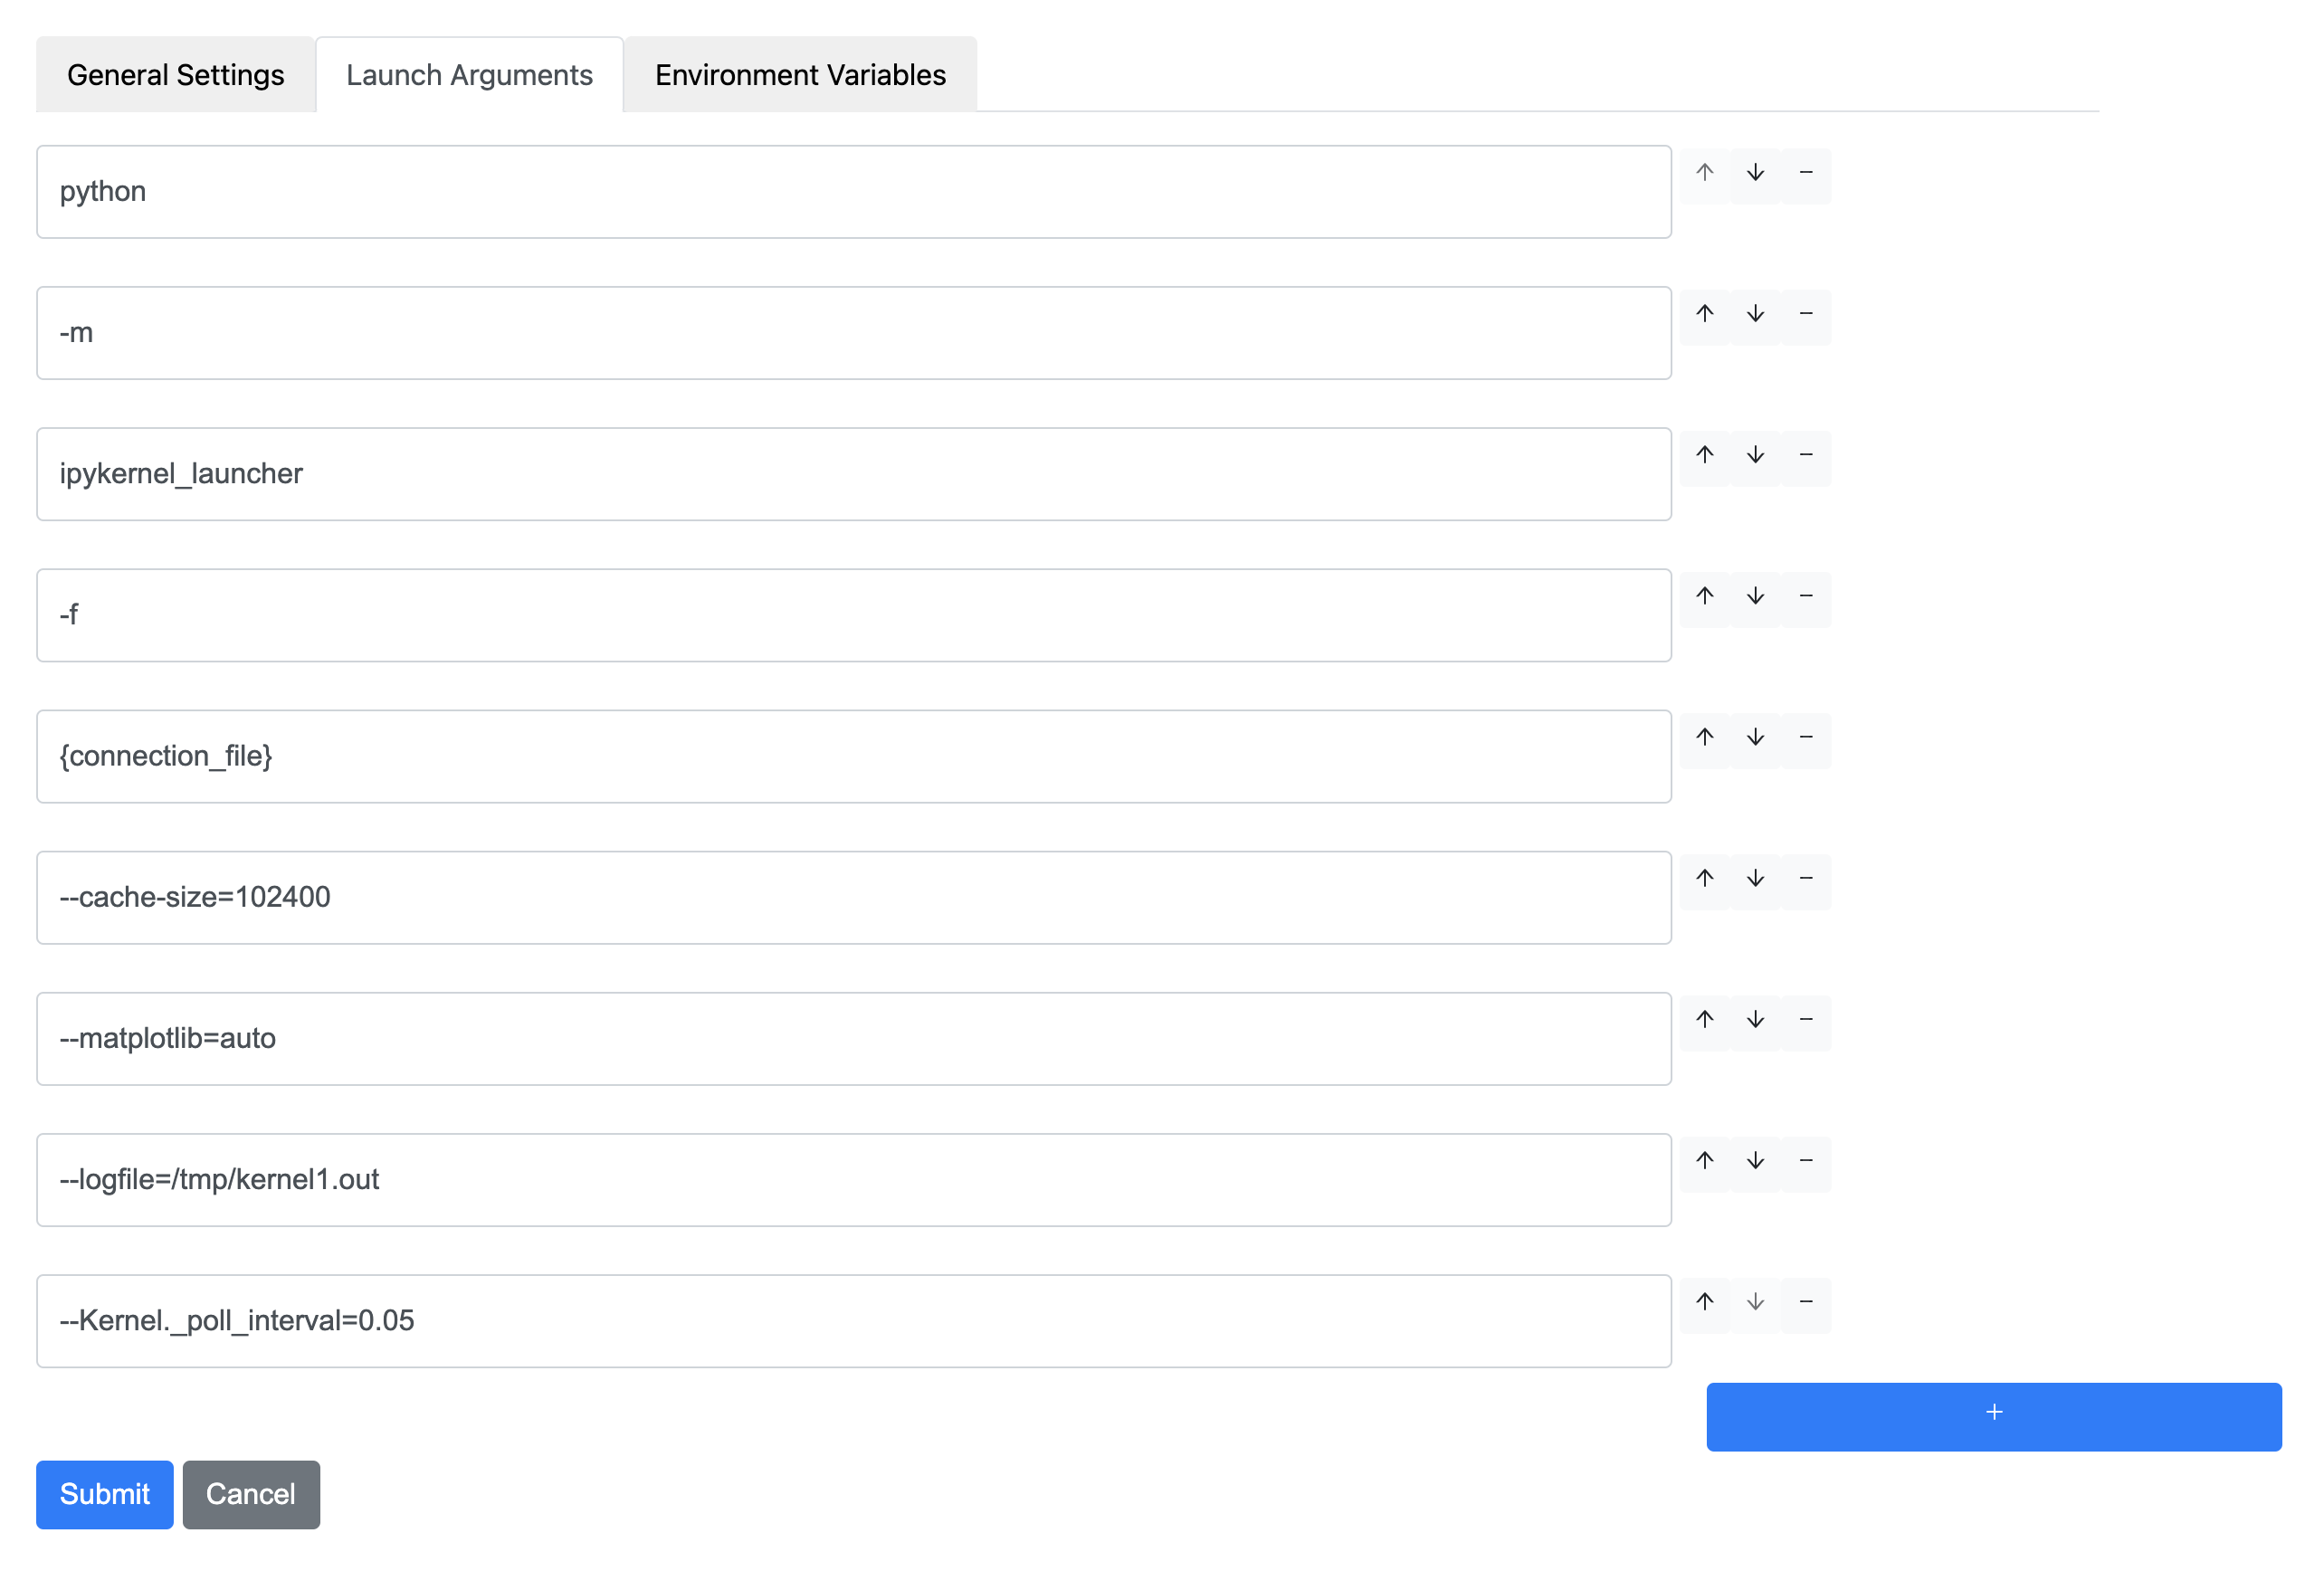 General Settings Launch Arguments Environment Variables
python
-m
ipykernel_launcher
-f
{connection_file}
--cache-size=102400
--matplotlib=auto
--logfile=/tmp/kernel1.out
--Kernel._poll_interval=0.05
+
Submit Cancel